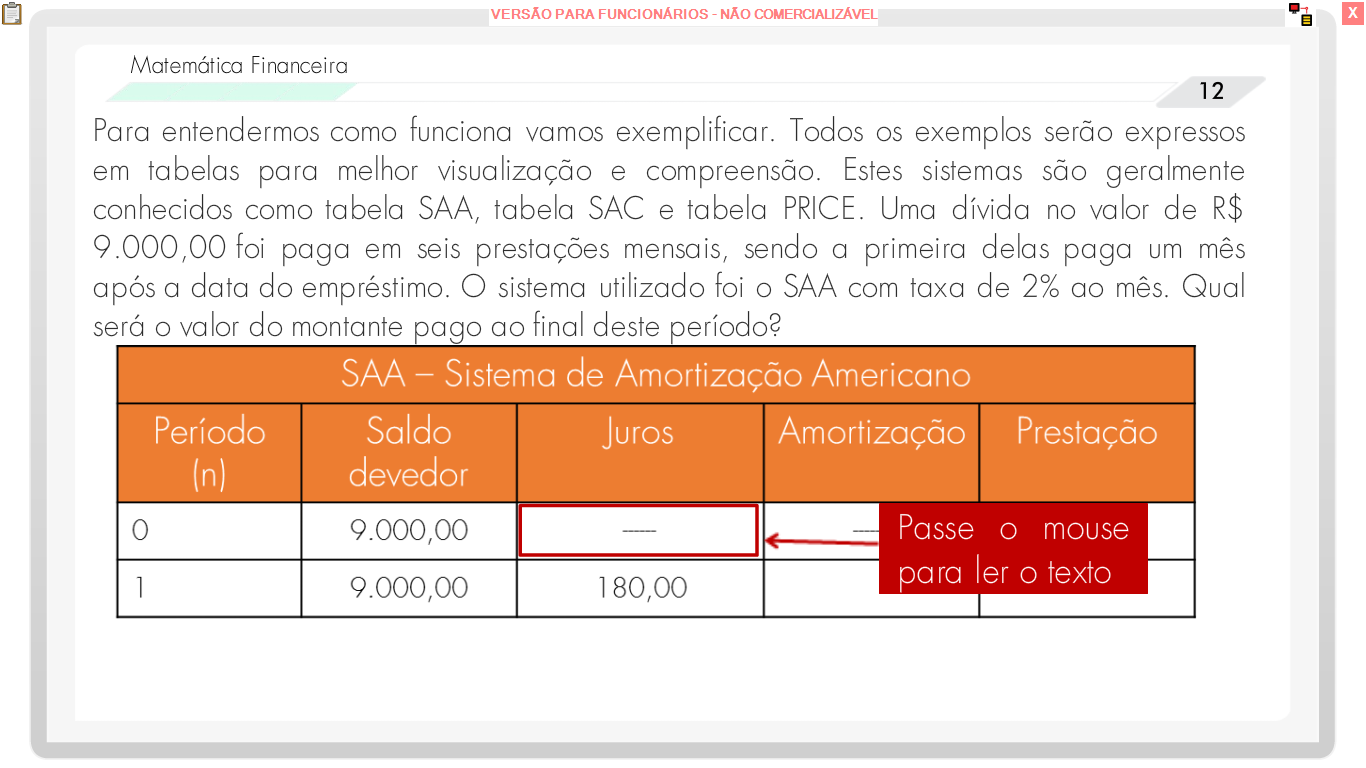 VERSÃO PARA FUNCIONÁRIOS - NÃO COMERCIALIZÁVEL
X
Matemática Financeira
12
Para entendermos como funciona vamos exemplificar. Todos os exemplos serão expressos
em tabelas para melhor visualização e compreensão. Estes sistemas são geralmente
conhecidos como tabela SAA, tabela SAC e tabela PRICE. Uma dívida no valor de R$
9.000,00 foi paga em seis prestações mensais, sendo a primeira delas paga um mês
após a data do empréstimo. O sistema utilizado foi o SAA com taxa de 2% ao mês. Qual
será o valor do montante pago ao final deste período?
SAA – Sistema de Amortização Americano
Período (n) Saldo devedor Juros Amortização Prestação
0 9.000,00 ------ -----
1 9.000,00 180,00
Passe o mouse
para ler o texto